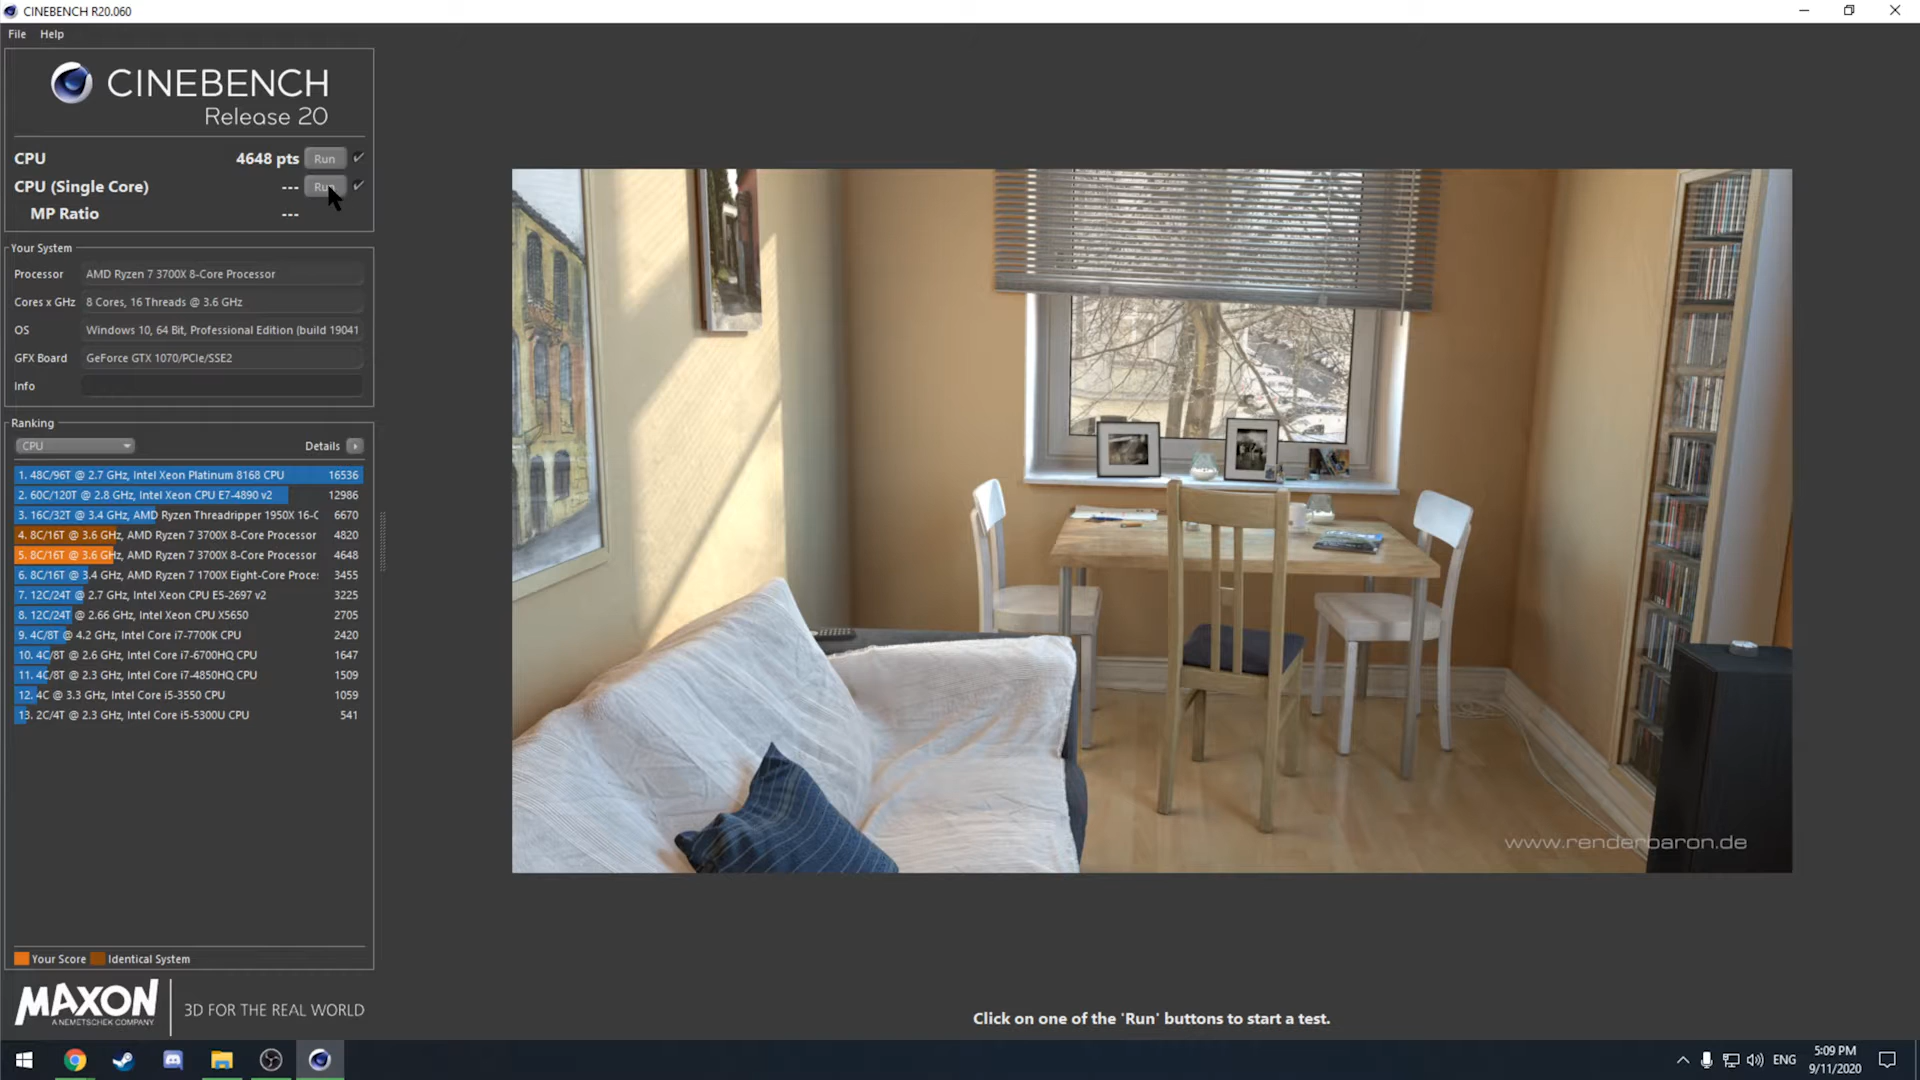 CINEBENCH R20.060
File Help
CINEBENCH
Release 20
CPU 4648 pts Run
CPU (Single Core) --- Run
MP Ratio ---
Your System
Processor AMD Ryzen 7 3700X 8-Core Processor
Cores x GHz 8 Cores, 16 Threads @ 3.6 GHz
OS Windows 10, 64 Bit, Professional Edition (build 19041
GFX Board GeForce GTX 1070/PCIe/SSE2
Info
Ranking
CPU Details
1. 48C/96T @ 2.7 GHz, Intel Xeon Platinum 8168 CPU 16536
2. 60C/120T @ 2.8 GHz, Intel Xeon CPU E7-4890 v2 12986
3. 16C/32T @ 3.4 GHz, AMD Ryzen Threadripper 1950X 16-C 6670
4. 8C/16T @ 3.6 GHz, AMD Ryzen 7 3700X 8-Core Processor 4820
5. 8C/16T @ 3.6 GHz, AMD Ryzen 7 3700X 8-Core Processor 4648
6. 8C/16T @ 3.4 GHz, AMD Ryzen 7 1700X Eight-Core Proce: 3455
7. 12C/24T @ 2.7 GHz, Intel Xeon CPU E5-2697 v2 3225
8. 12C/24T @ 2.66 GHz, Intel Xeon CPU X5650 2705
9. 4C/8T @ 4.2 GHz, Intel Core i7-7700K CPU 2420
10. 4C/8T @ 2.6 GHz, Intel Core i7-6700HQ CPU 1647
11. 4C/8T @ 2.3 GHz, Intel Core i7-4850HQ CPU 1509
12. 4C @ 3.3 GHz, Intel Core i5-3550 CPU 1059
13. 2C/4T @ 2.3 GHz, Intel Core i5-5300U CPU 541
www.renderbaron.de
Your Score Identical System
MAXON 3D FOR THE REAL WORLD
A NEMETSCHEK COMPANY
Click on one of the 'Run' buttons to start a test.
ENG 5:09 PM
9/11/2020